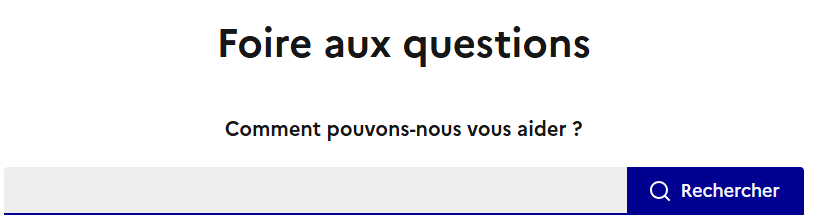 Foire aux questions
Comment pouvons-nous vous aider ?
Rechercher